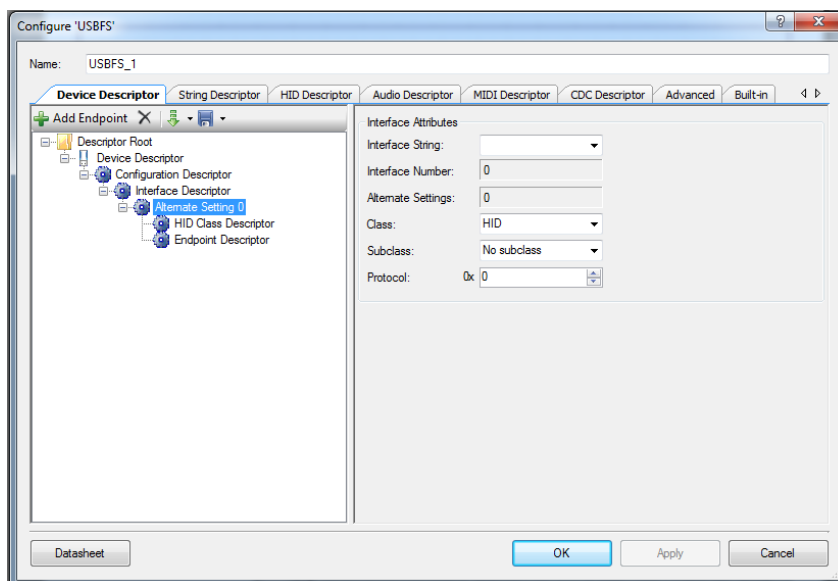 Configure 'USBFS'
Name: USBFS_1
Device Descriptor String Descriptor HID Descriptor Audio Descriptor MIDI Descriptor CDC Descriptor Advanced Built-in
Add Endpoint
Descriptor Root
Device Descriptor
Configuration Descriptor
Interface Descriptor
Alternate Setting 0
HID Class Descriptor
Endpoint Descriptor
Interface Attributes
Interface String:
Interface Number: 0
Alternate Settings: 0
Class: HID
Subclass: No subclass
Protocol: 0x 0
Datasheet OK Apply Cancel